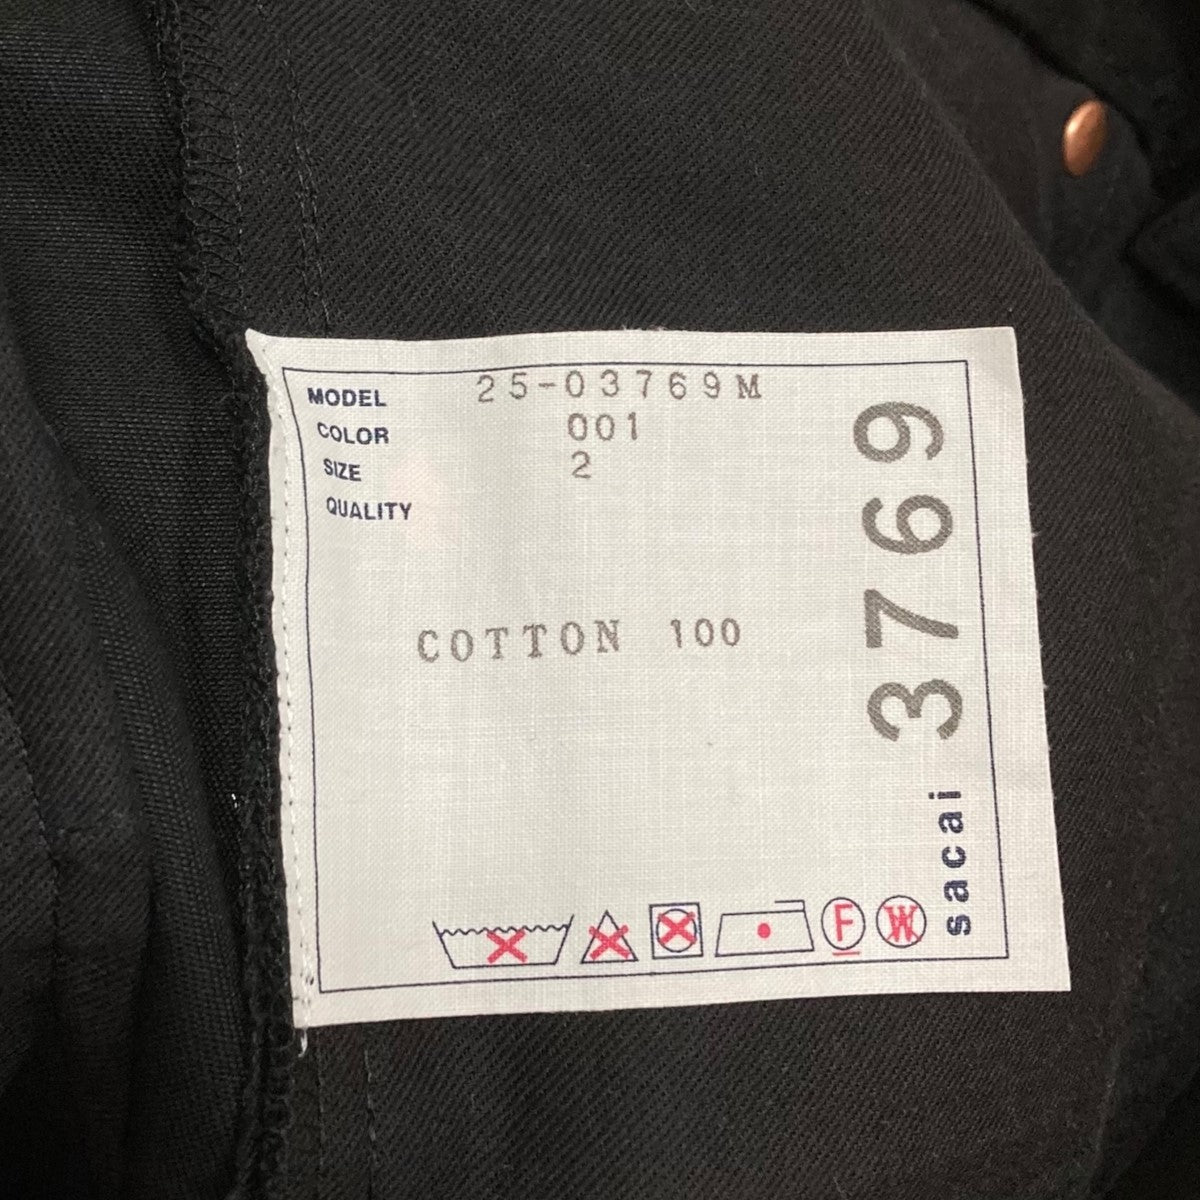 MODEL 25-03769M
COLOR 001
SIZE 2
QUALITY
COTTON 100
3769
sacai
F W